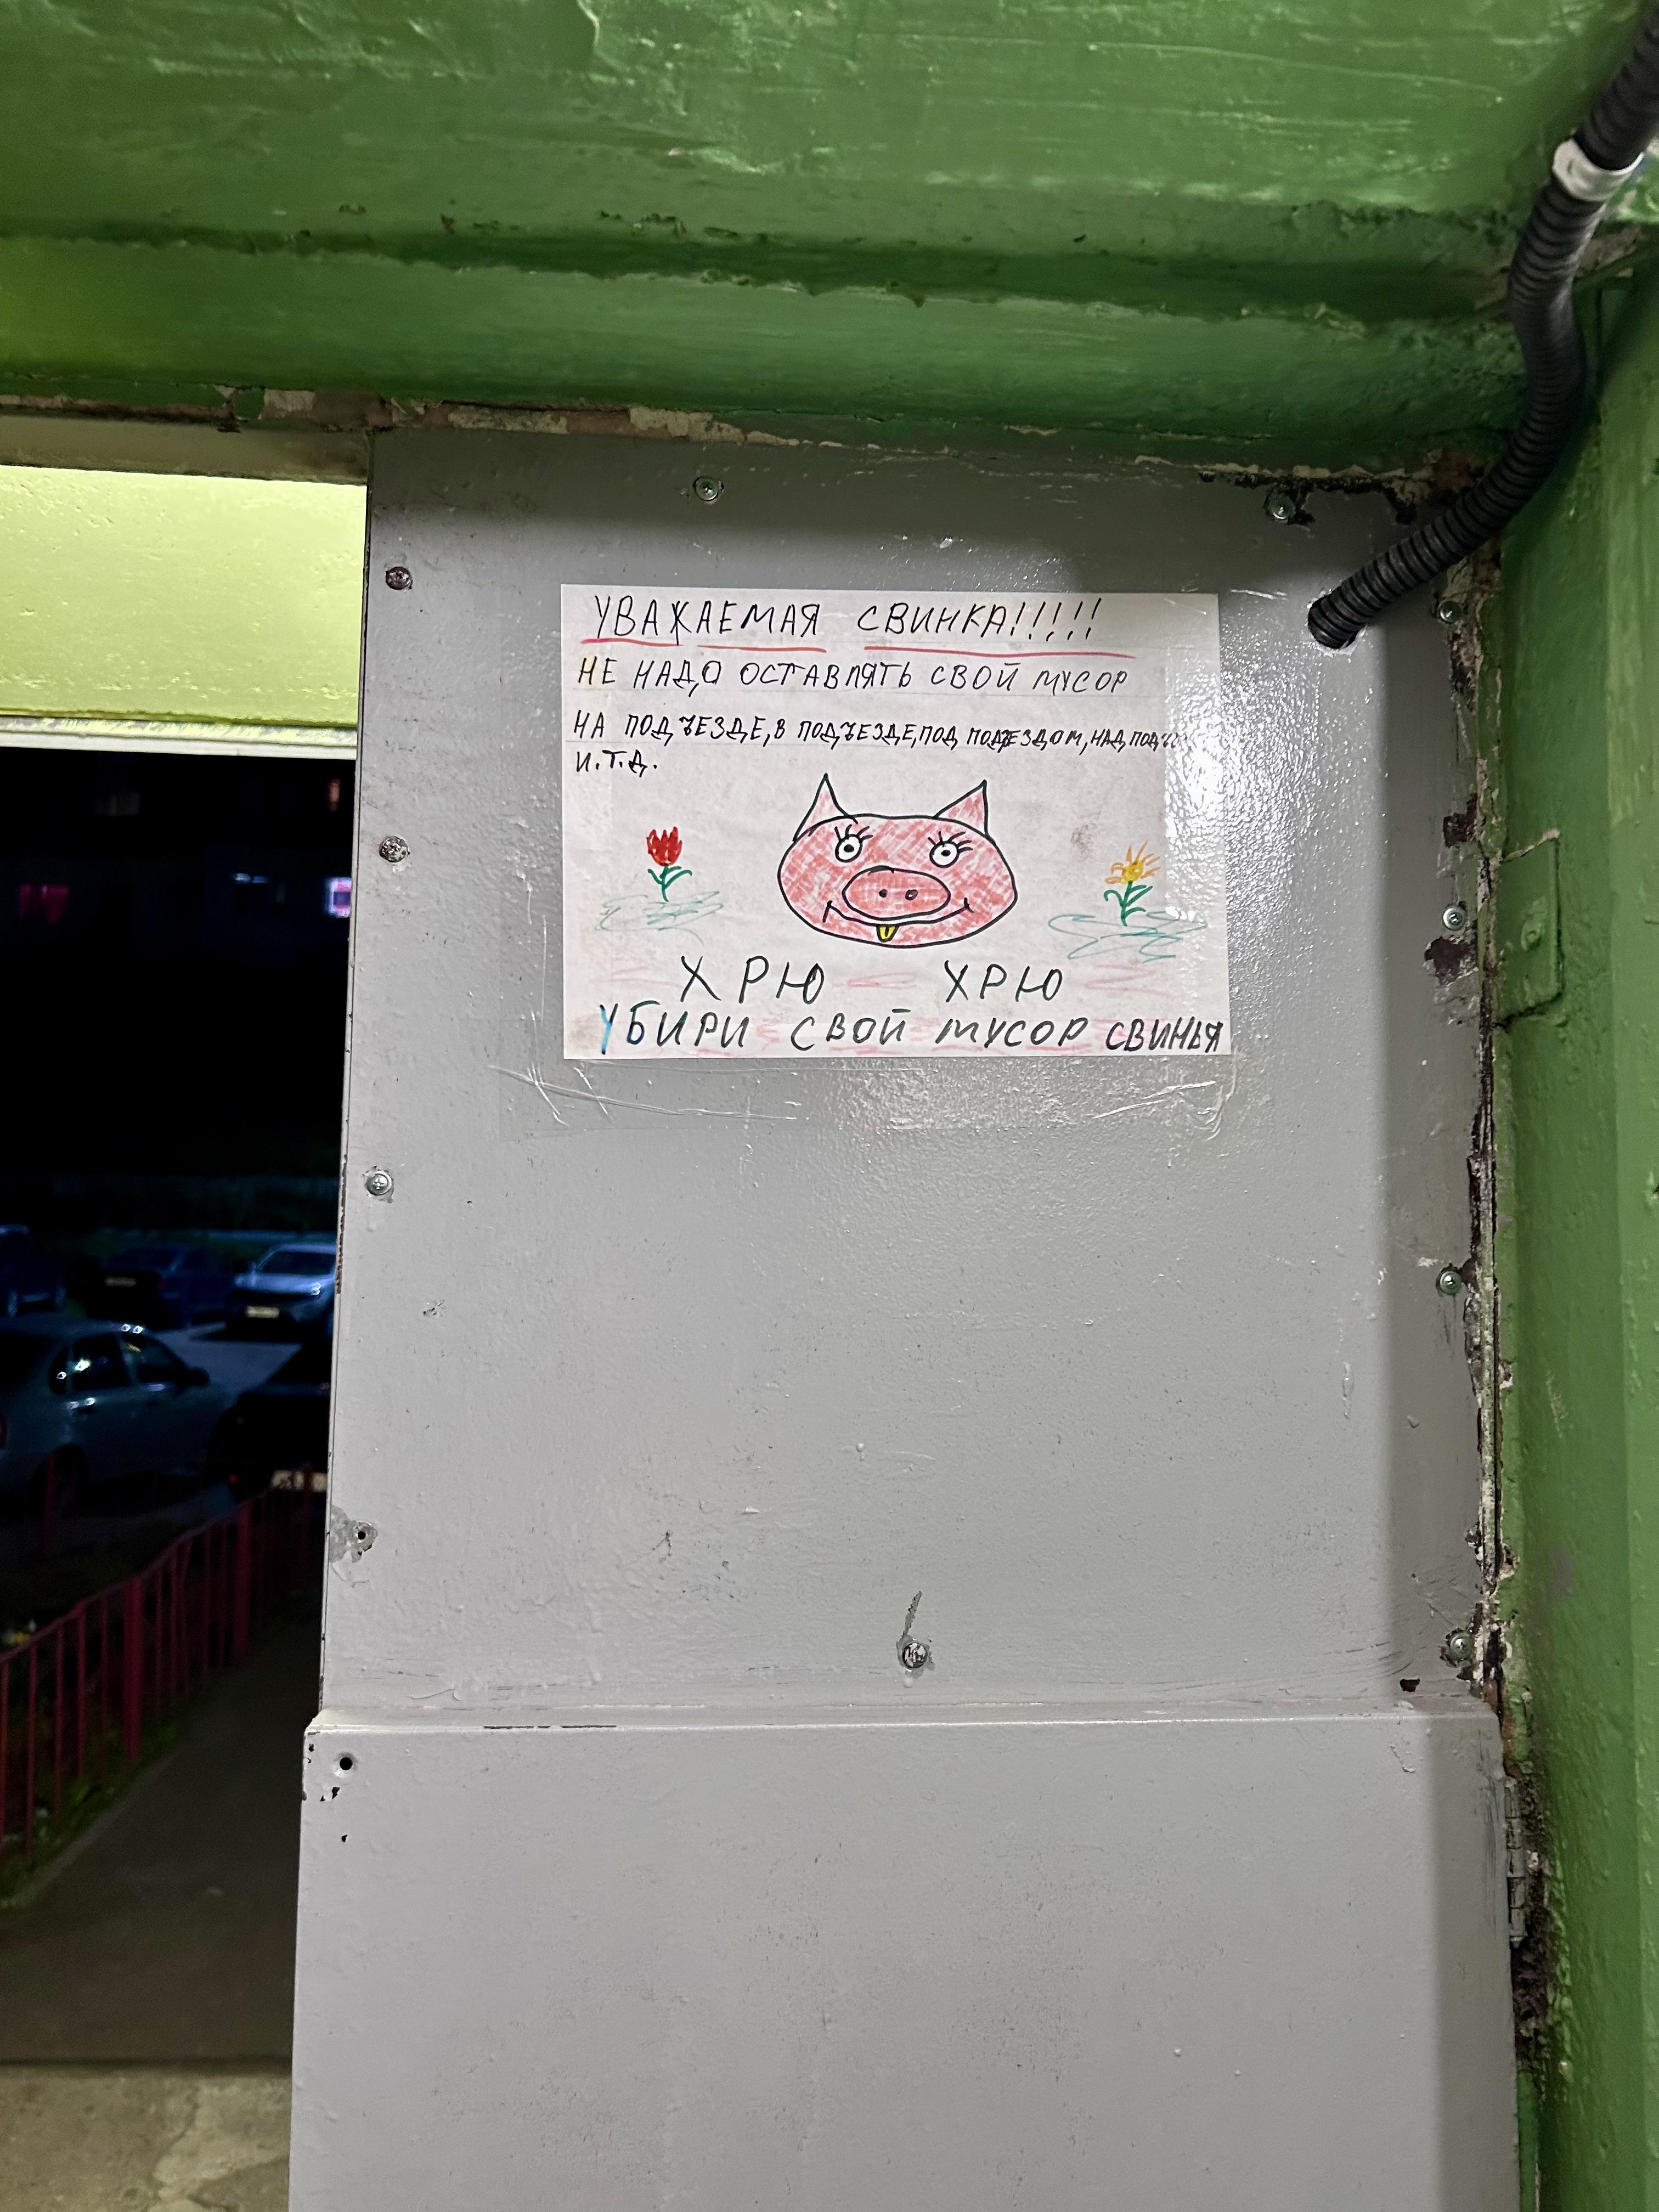 УВАЖАЕМАЯ СВИНКА!!!!!
НЕ НАДО ОСТАВЛЯТЬ СВОЙ МУСОР
НА ПОДЪЕЗДЕ, В ПОДЪЕЗДЕ, ПОД ПОДЪЕЗДОМ, НАД
И.Т.Д.
ХРЮ ХРЮ
УБИРИ СВОЙ МУСОР СВИНЬЯ